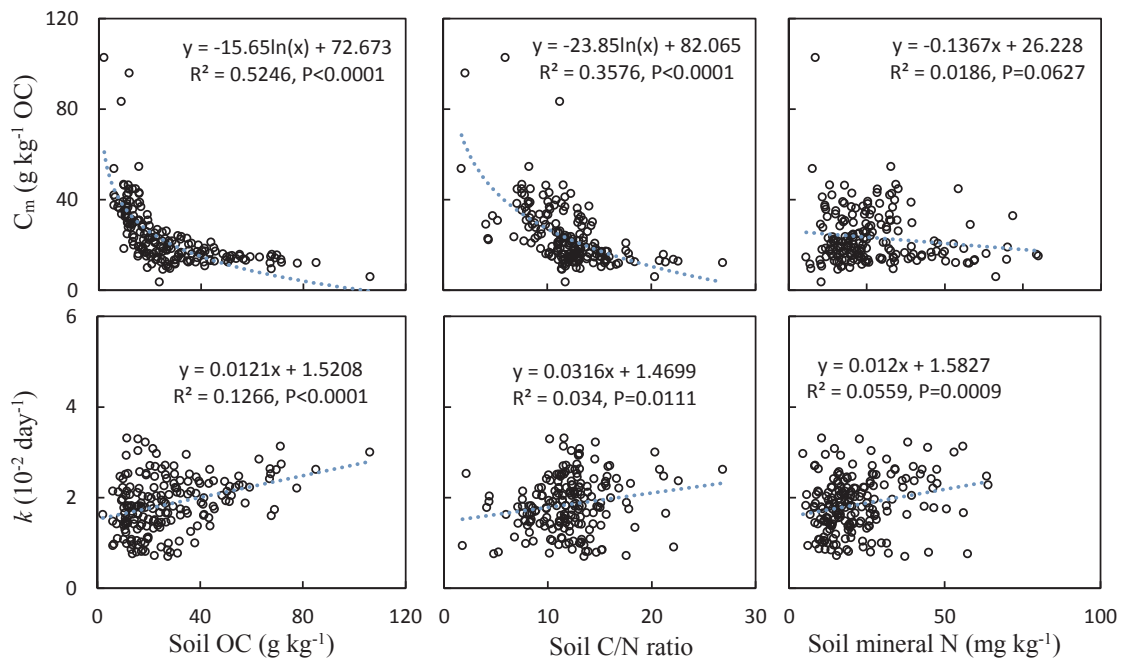 120
80
40
0
C_m (g kg⁻¹ OC)
y = -15.65ln(x) + 72.673
R² = 0.5246, P<0.0001
y = -23.85ln(x) + 82.065
R² = 0.3576, P<0.0001
y = -0.1367x + 26.228
R² = 0.0186, P=0.0627
6
4
2
0
k (10⁻² day⁻¹)
y = 0.0121x + 1.5208
R² = 0.1266, P<0.0001
y = 0.0316x + 1.4699
R² = 0.034, P=0.0111
y = 0.012x + 1.5827
R² = 0.0559, P=0.0009
0 40 80 120
0 10 20 30
0 50 100
Soil OC (g kg⁻¹)
Soil C/N ratio
Soil mineral N (mg kg⁻¹)